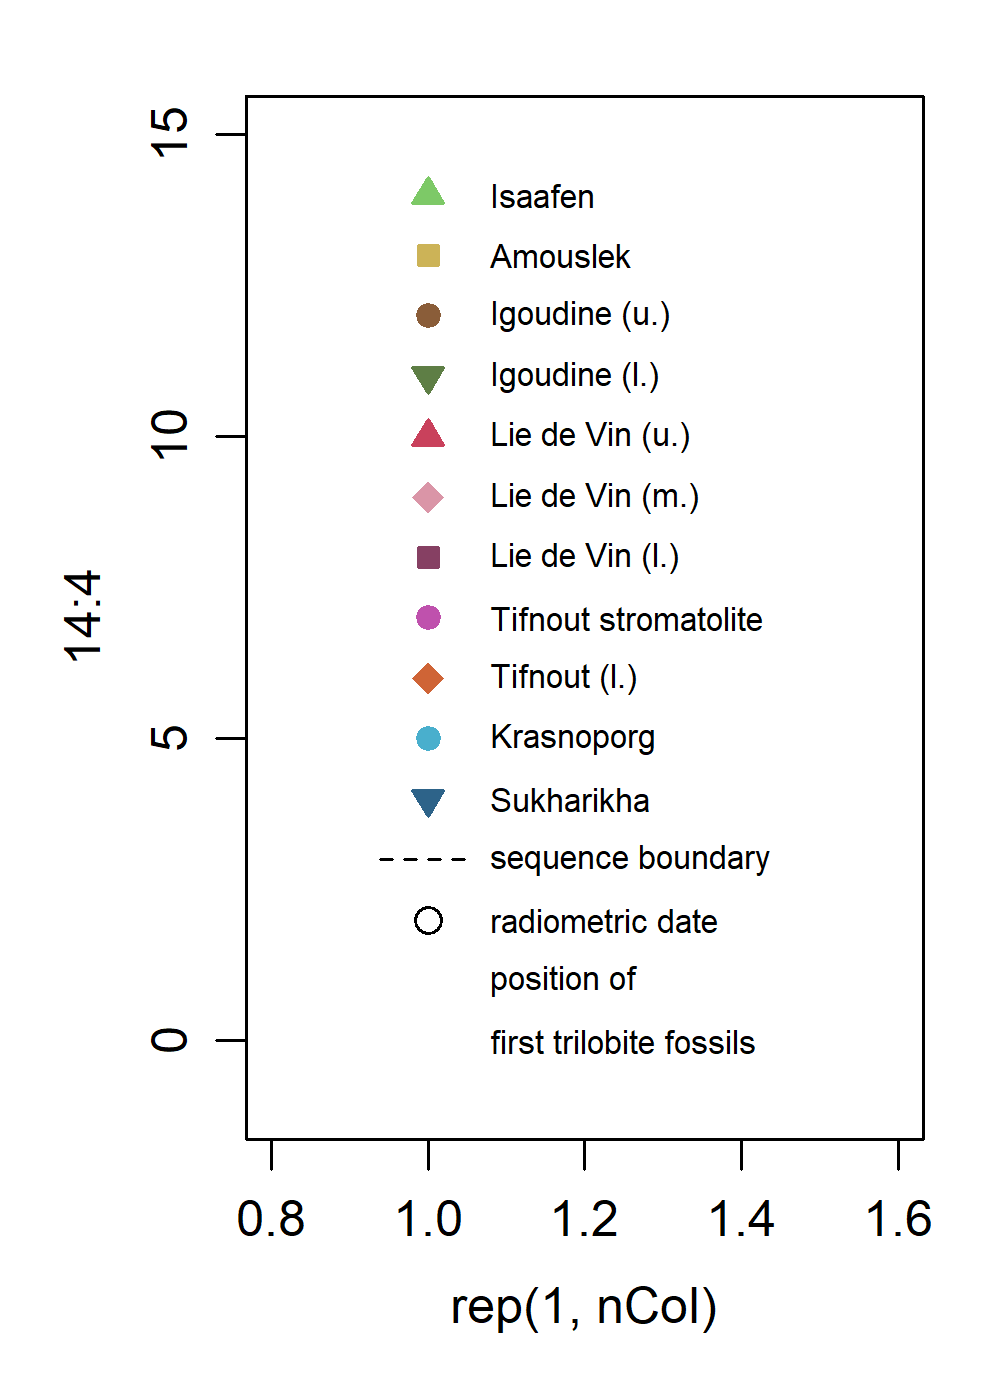 15
Isaafen
Amouslek
Igoudine (u.)
Igoudine (l.)
10
Lie de Vin (u.)
Lie de Vin (m.)
Lie de Vin (l.)
14:4
Tifnout stromatolite
Tifnout (l.)
5
Krasnoporg
Sukharikha
sequence boundary
radiometric date
position of
first trilobite fossils
0
0.8 1.0 1.2 1.4 1.6
rep(1, nCol)